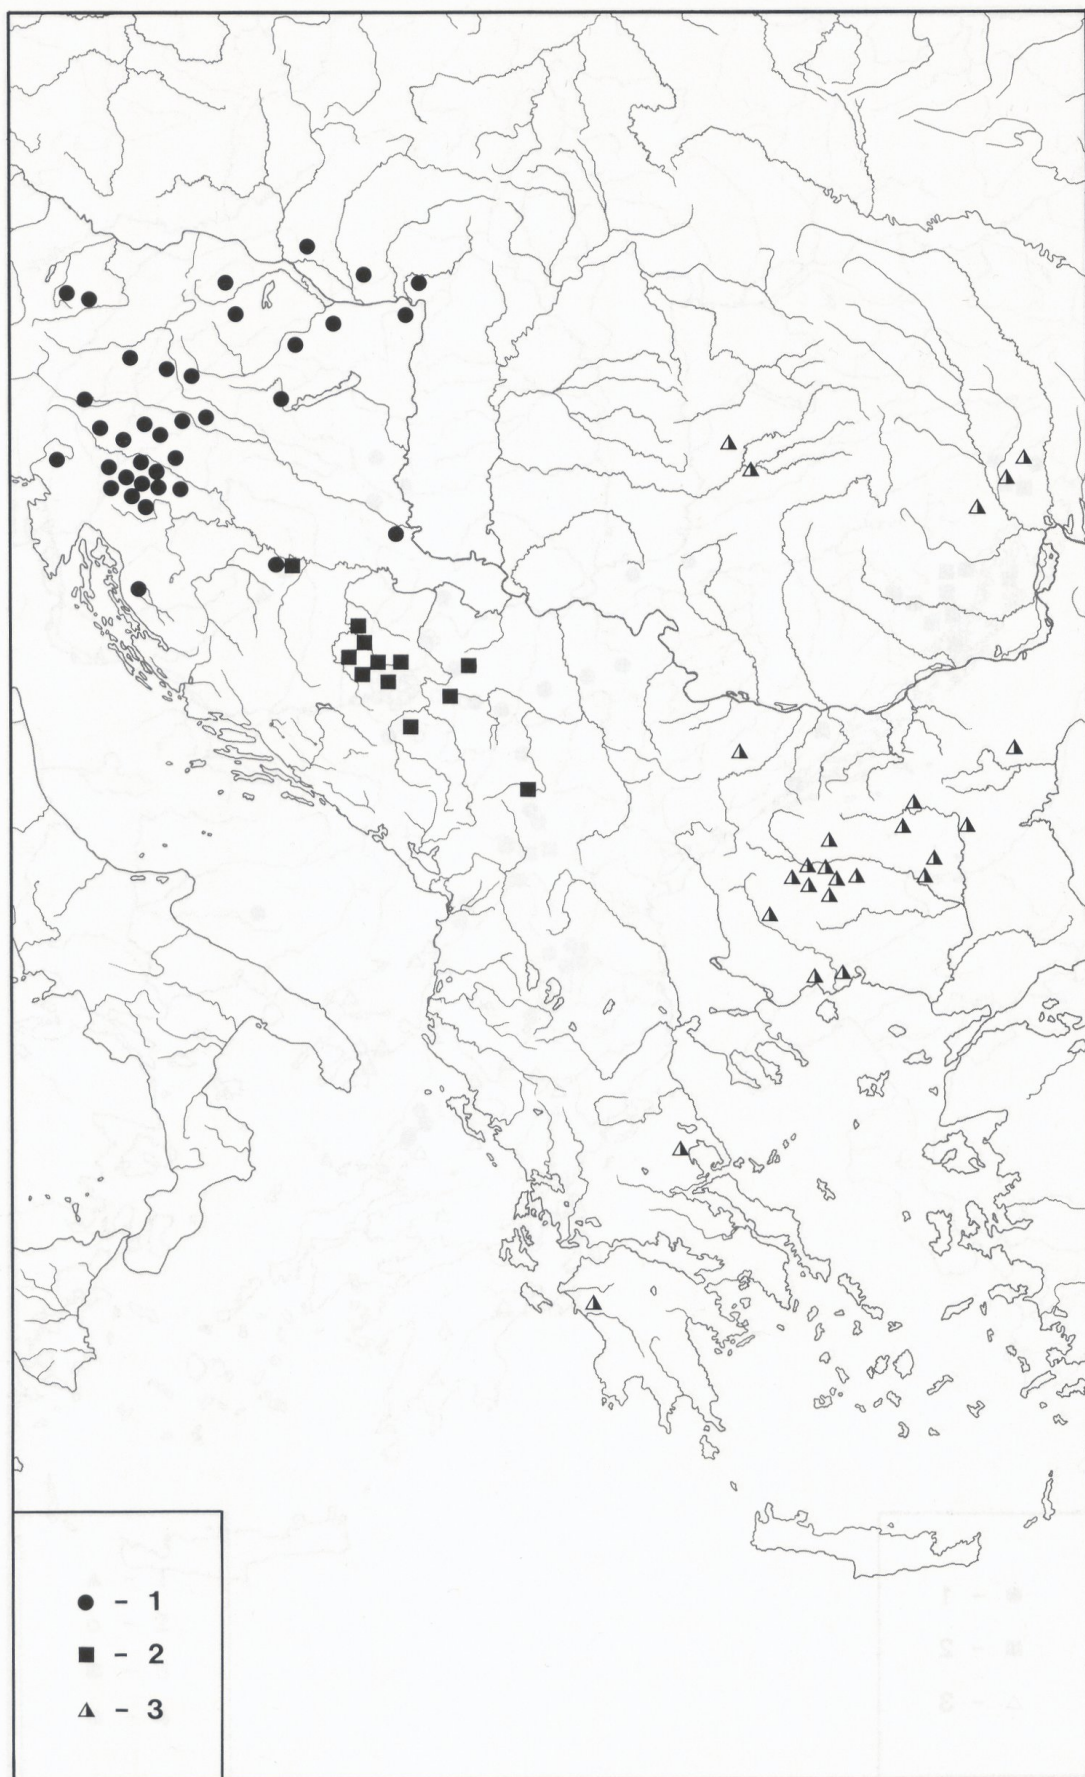 ● – 1
■ – 2
◮ – 3